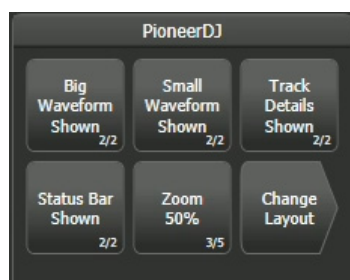 PioneerDJ
Big
Waveform
Shown
2/2
Small
Waveform
Shown
2/2
Track
Details
Shown
2/2
Status Bar
Shown
2/2
Zoom
50%
3/5
Change
Layout